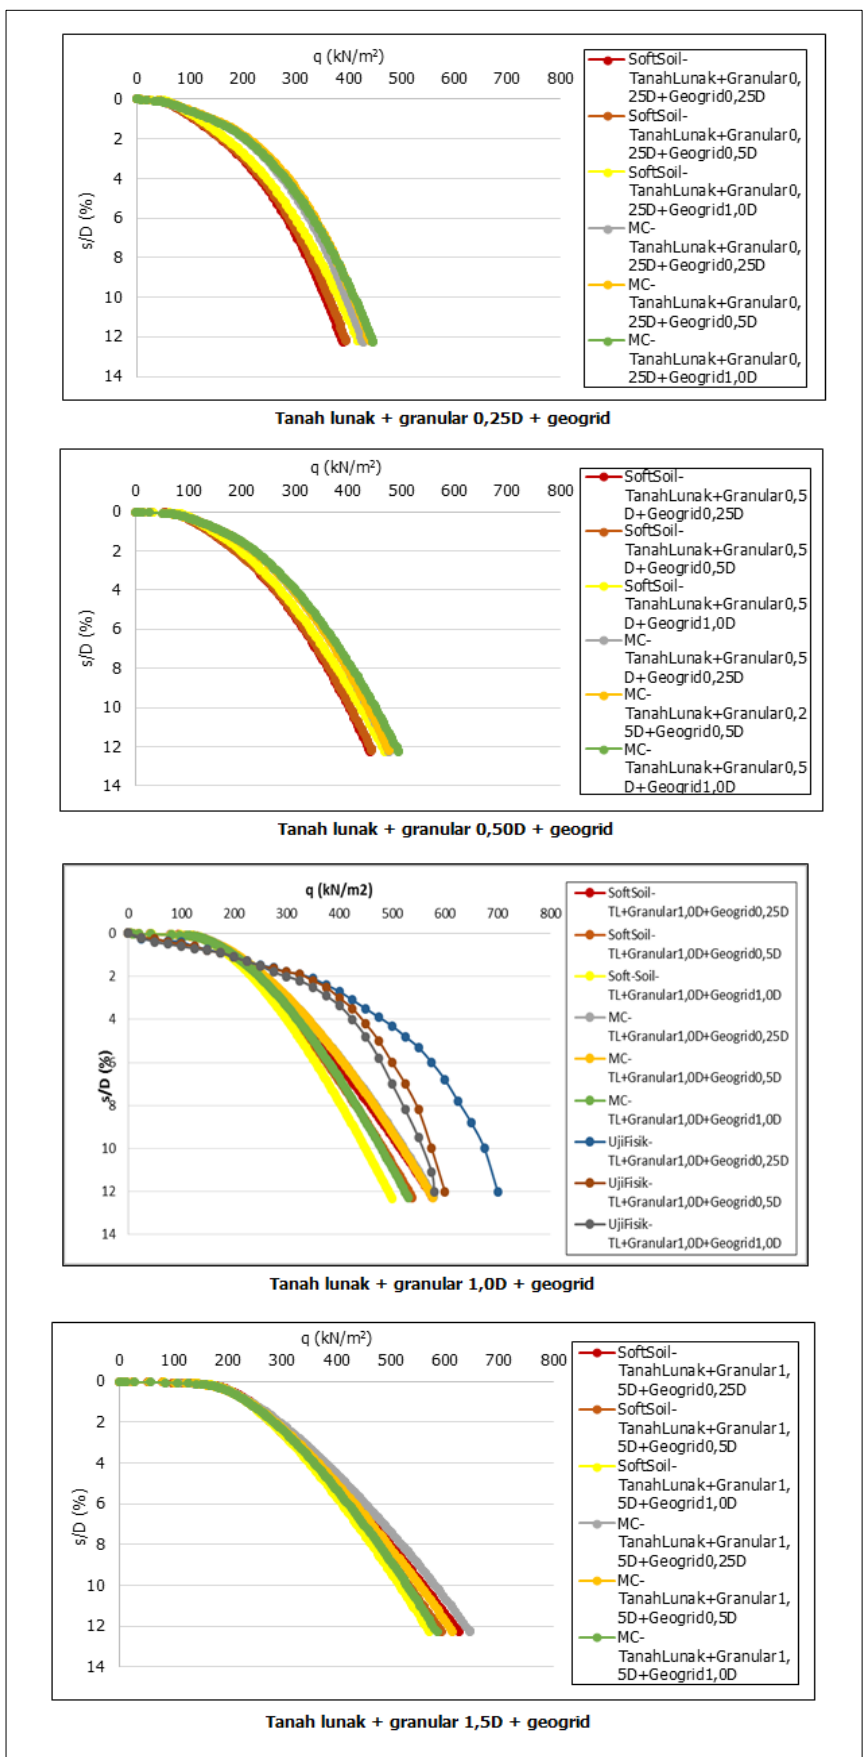 q (kN/m²)
0 100 200 300 400 500 600 700 800
0
2
4
6
8
10
12
14
s/D (%)
SoftSoil-
TanahLunak+Granular0,
25D+Geogrid0,25D
SoftSoil-
TanahLunak+Granular0,
25D+Geogrid0,5D
SoftSoil-
TanahLunak+Granular0,
25D+Geogrid1,0D
MC-
TanahLunak+Granular0,
25D+Geogrid0,25D
MC-
TanahLunak+Granular0,
25D+Geogrid0,5D
MC-
TanahLunak+Granular0,
25D+Geogrid1,0D
Tanah lunak + granular 0,25D + geogrid
q (kN/m²)
0 100 200 300 400 500 600 700 800
0
2
4
6
8
10
12
14
s/D (%)
SoftSoil-
TanahLunak+Granular0,5
D+Geogrid0,25D
SoftSoil-
TanahLunak+Granular0,5
D+Geogrid0,5D
SoftSoil-
TanahLunak+Granular0,5
D+Geogrid1,0D
MC-
TanahLunak+Granular0,5
D+Geogrid0,25D
MC-
TanahLunak+Granular0,2
5D+Geogrid0,5D
MC-
TanahLunak+Granular0,5
D+Geogrid1,0D
Tanah lunak + granular 0,50D + geogrid
q (kN/m2)
0 100 200 300 400 500 600 700 800
0
2
4
6
8
10
12
14
s/D (%)
SoftSoil-
TL+Granular1,0D+Geogrid0,25D
SoftSoil-
TL+Granular1,0D+Geogrid0,5D
Soft-Soil-
TL+Granular1,0D+Geogrid1,0D
MC-
TL+Granular1,0D+Geogrid0,25D
MC-
TL+Granular1,0D+Geogrid0,5D
MC-
TL+Granular1,0D+Geogrid1,0D
UjiFisik-
TL+Granular1,0D+Geogrid0,25D
UjiFisik-
TL+Granular1,0D+Geogrid0,5D
UjiFisik-
TL+Granular1,0D+Geogrid1,0D
Tanah lunak + granular 1,0D + geogrid
q (kN/m²)
0 100 200 300 400 500 600 700 800
0
2
4
6
8
10
12
14
s/D (%)
SoftSoil-
TanahLunak+Granular1,
5D+Geogrid0,25D
SoftSoil-
TanahLunak+Granular1,
5D+Geogrid0,5D
SoftSoil-
TanahLunak+Granular1,
5D+Geogrid1,0D
MC-
TanahLunak+Granular1,
5D+Geogrid0,25D
MC-
TanahLunak+Granular1,
5D+Geogrid0,5D
MC-
TanahLunak+Granular1,
5D+Geogrid1,0D
Tanah lunak + granular 1,5D + geogrid